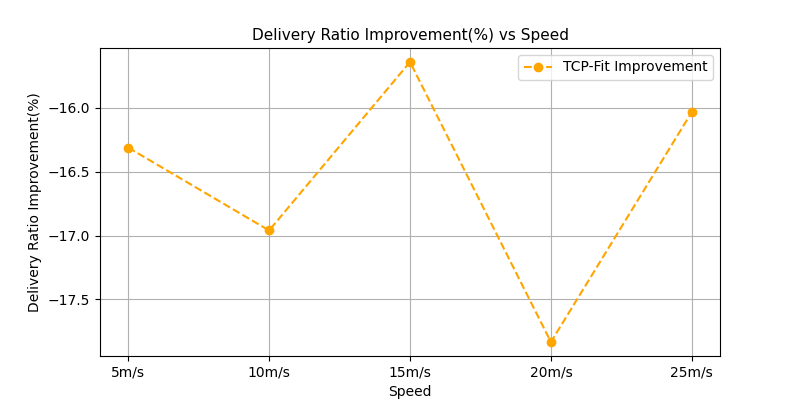 Delivery Ratio Improvement(%) vs Speed
TCP-Fit Improvement
Delivery Ratio Improvement(%)
−16.0
−16.5
−17.0
−17.5
5m/s
10m/s
15m/s
20m/s
25m/s
Speed